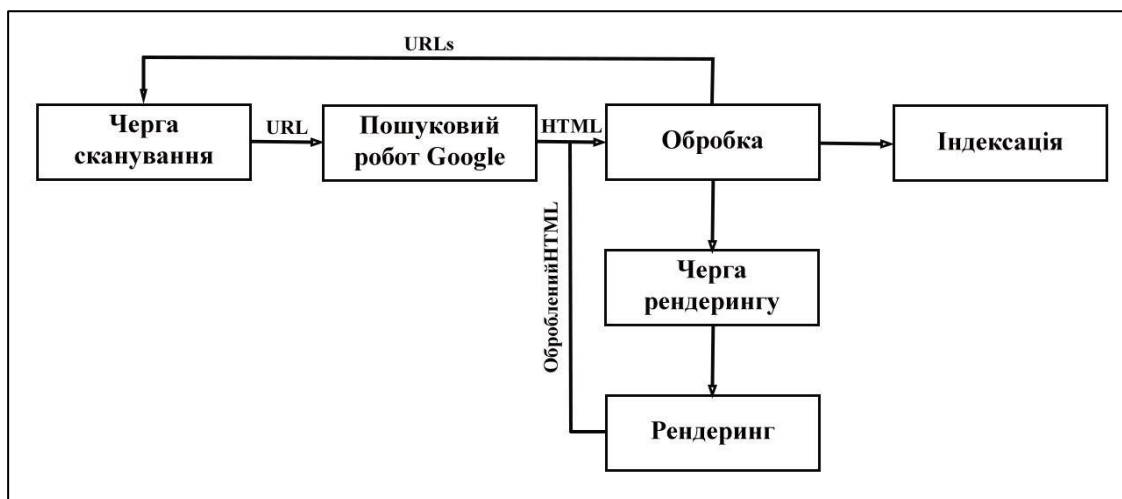 URLs
Черга
сканування
URL
Пошуковий
робот Google
HTML
Обробка
Індексація
ОбробленийHTML
Черга
рендерингу
Рендеринг